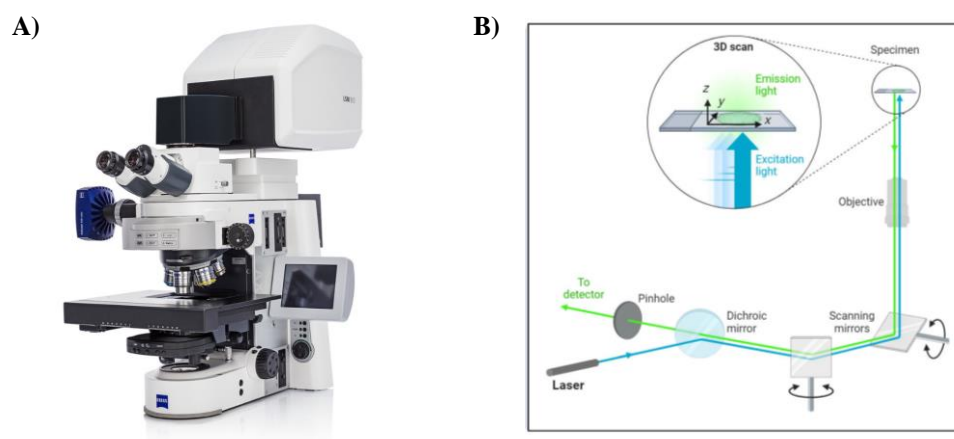 A)
B)
3D scan
Emission
light
z
y
x
Excitation
light
Specimen
Objective
To
detector
Pinhole
Dichroic
mirror
Scanning
mirrors
Laser
ZEISS